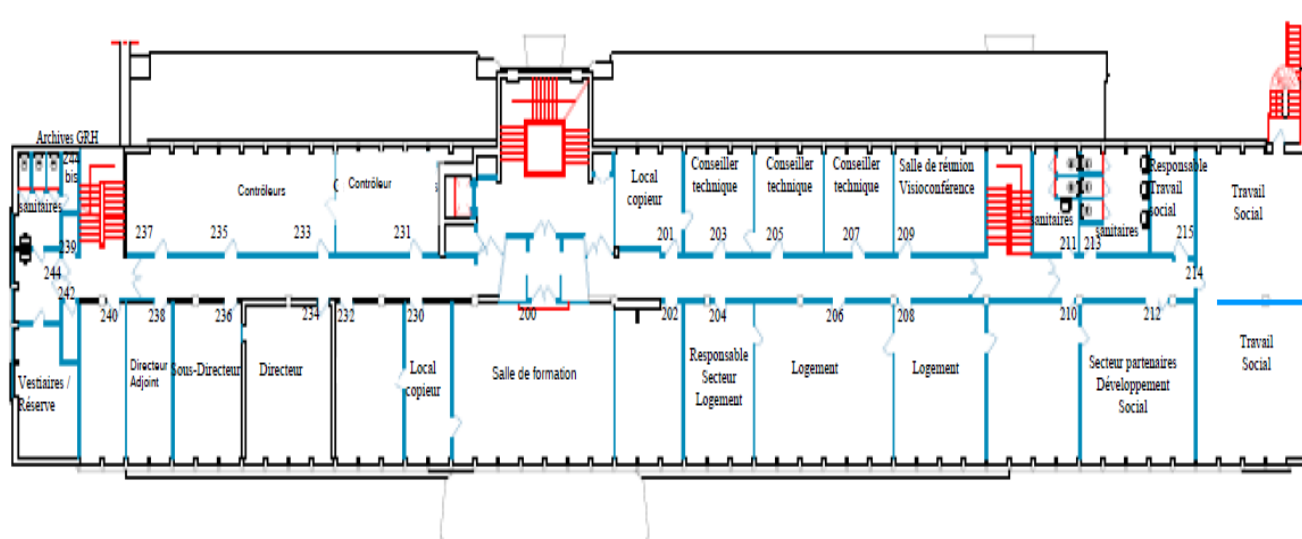 Archives GRH
244
bis
sanitaires
239
244
242
Contrôleurs
237
235
233
Contrôleur
231
Local
copieur
201
Conseiller
technique
203
Conseiller
technique
205
Conseiller
technique
207
Salle de réunion
Visioconférence
209
sanitaires
211
213
sanitaires
Responsable
Travail
social
215
Travail
Social
214
240
238
236
234
232
230
200
202
204
206
208
210
212
Vestiaires /
Réserve
Directeur
Adjoint
Sous-Directeur
Directeur
Local
copieur
Salle de formation
Responsable
Secteur
Logement
Logement
Logement
Secteur partenaires
Dévéloppement
Social
Travail
Social